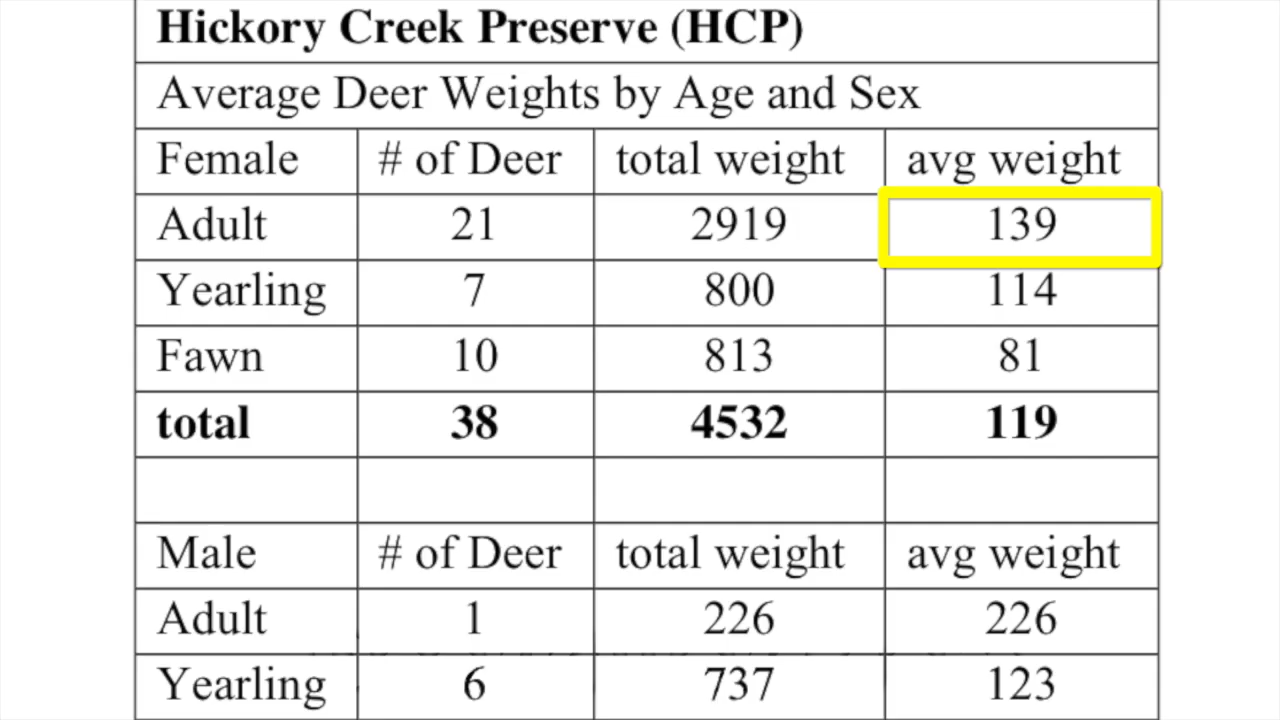 Hickory Creek Preserve (HCP)
Average Deer Weights by Age and Sex
Female # of Deer total weight avg weight
Adult 21 2919 139
Yearling 7 800 114
Fawn 10 813 81
total 38 4532 119
Male # of Deer total weight avg weight
Adult 1 226 226
Yearling 6 737 123